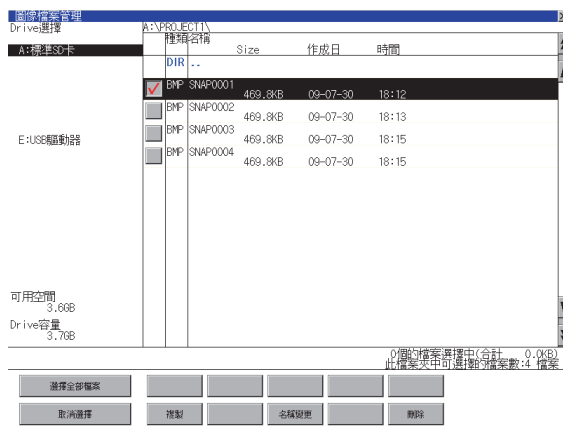 圖像檔案管理
Drive選擇
A:\PROJECT1\
種類 名稱
Size 作成日 時間
A:標準SD卡
DIR ..
BMP SNAP0001
469.8KB 09-07-30 18:12
BMP SNAP0002
469.8KB 09-07-30 18:13
BMP SNAP0003
469.8KB 09-07-30 18:15
BMP SNAP0004
469.8KB 09-07-30 18:15
E:USB驅動器
可用空間
3.6GB
Drive容量
3.7GB
0個的檔案選擇中(合計 0.0KB)
此檔案夾中可選擇的檔案數:4 檔案
選擇全部檔案
取消選擇 複製 名稱變更 刪除